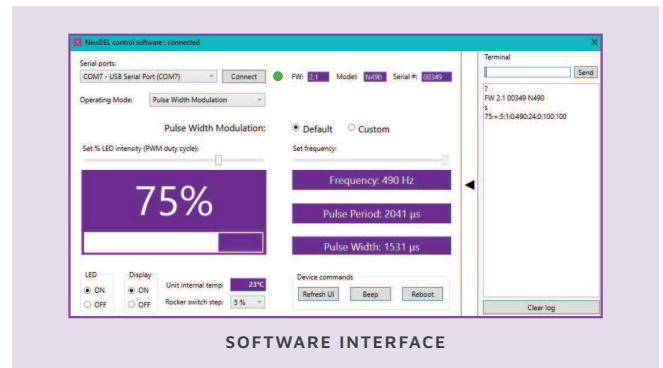 NewDEL control software : connected
Serial ports:
COM7 - USB Serial Port (COM7)
Connect
FW: 2.1 Model: N490 Serial #: 00349
Operating Mode: Pulse Width Modulation
Pulse Width Modulation:
Default
Custom
Set % LED intensity (PWM duty cycle):
75%
Set frequency:
Frequency: 490 Hz
Pulse Period: 2041 µs
Pulse Width: 1531 µs
LED
ON
OFF
Display
ON
OFF
Unit internal temp: 23°C
Rocker switch step: 5 %
Device commands
Refresh UI
Beep
Reboot
Terminal
Send
?
FW 2.1 00349 N490
s
75:+:5:1:0:490:24:0:100:100
Clear log
SOFTWARE INTERFACE